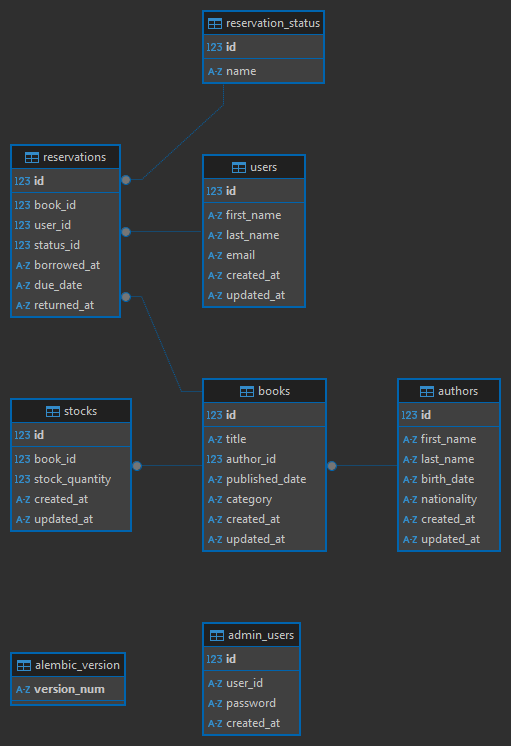 reservation_status
123 id
A-Z name
reservations
123 id
123 book_id
123 user_id
123 status_id
A-Z borrowed_at
A-Z due_date
A-Z returned_at
users
123 id
A-Z first_name
A-Z last_name
A-Z email
A-Z created_at
A-Z updated_at
stocks
123 id
123 book_id
123 stock_quantity
A-Z created_at
A-Z updated_at
books
123 id
A-Z title
123 author_id
A-Z published_date
A-Z category
A-Z created_at
A-Z updated_at
authors
123 id
A-Z first_name
A-Z last_name
A-Z birth_date
A-Z nationality
A-Z created_at
A-Z updated_at
alembic_version
A-Z version_num
admin_users
123 id
A-Z user_id
A-Z password
A-Z created_at